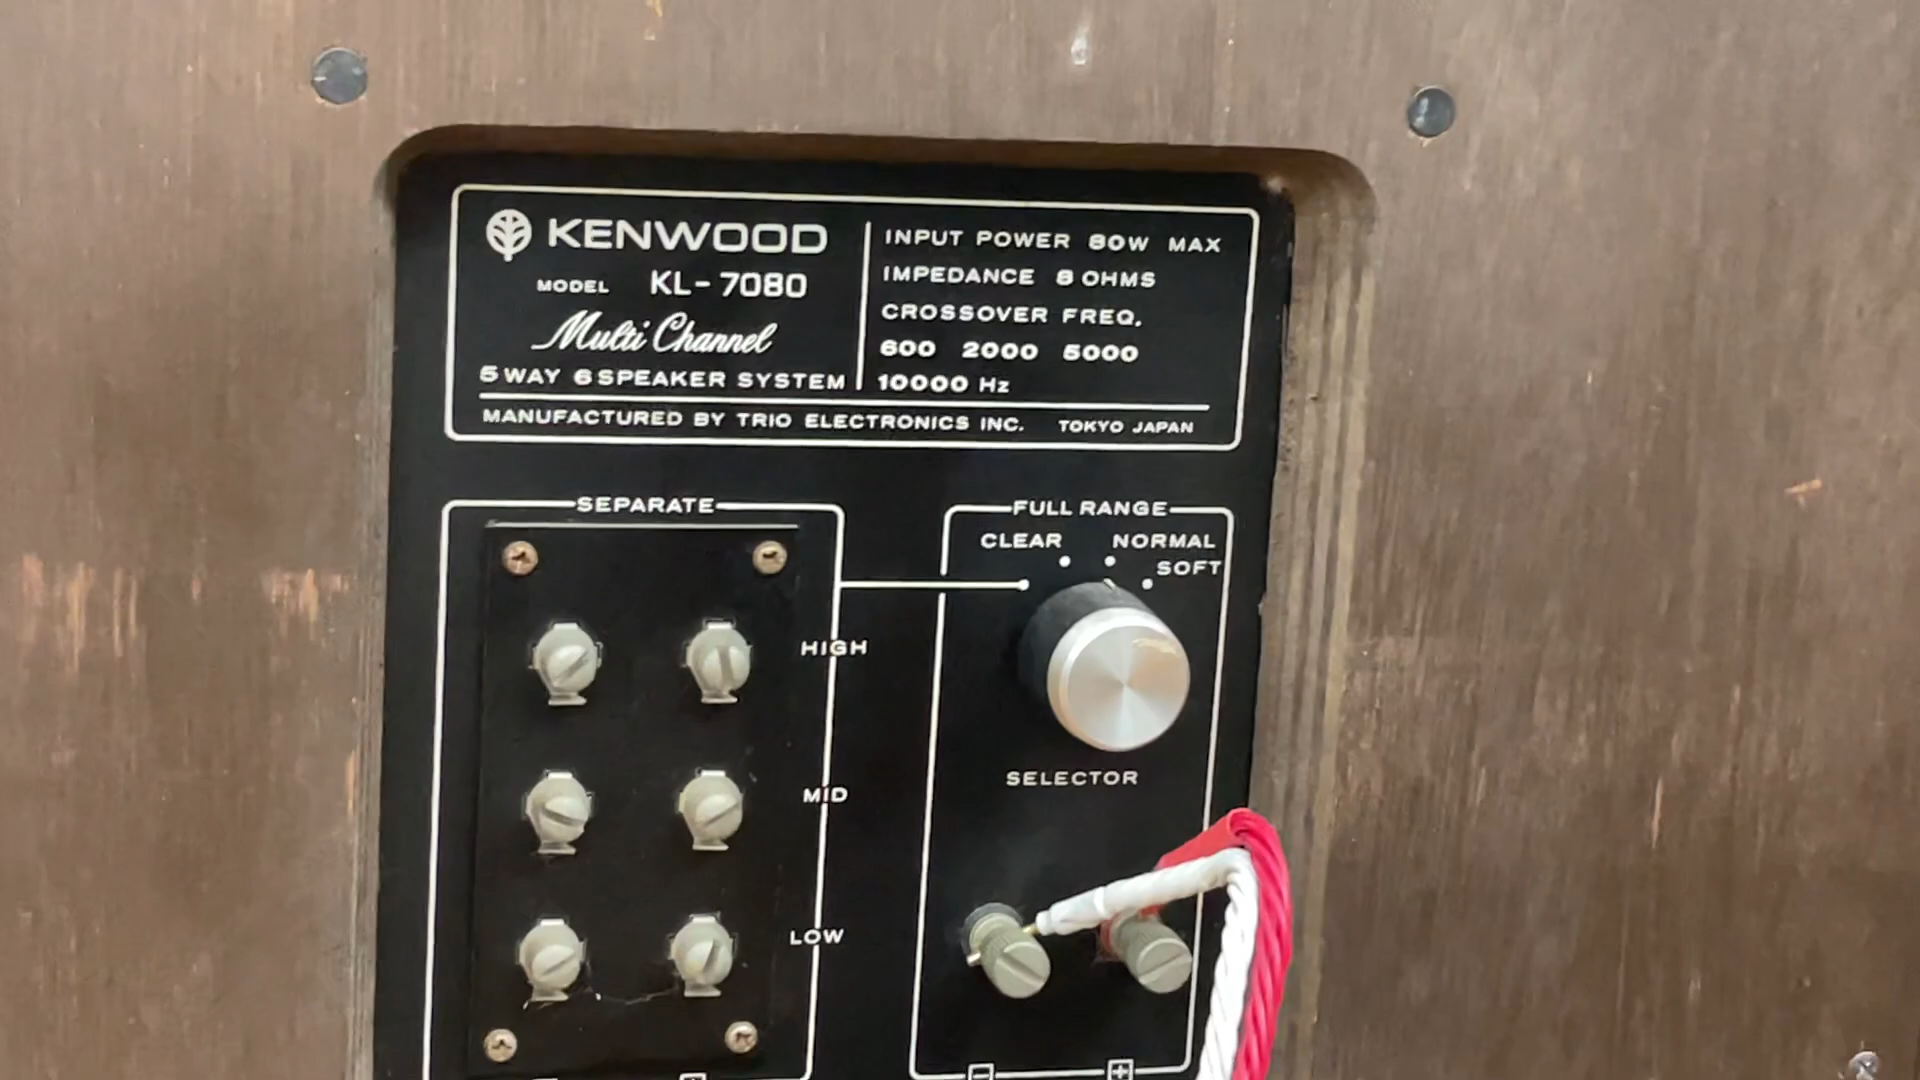 KENWOOD
MODEL KL-7080
Multi Channel
5 WAY 6 SPEAKER SYSTEM
INPUT POWER 80W MAX
IMPEDANCE 8 OHMS
CROSSOVER FREQ.
600 2000 5000
10000 Hz
MANUFACTURED BY TRIO ELECTRONICS INC. TOKYO JAPAN
SEPARATE
HIGH
MID
LOW
FULL RANGE
CLEAR NORMAL
SOFT
SELECTOR
- +